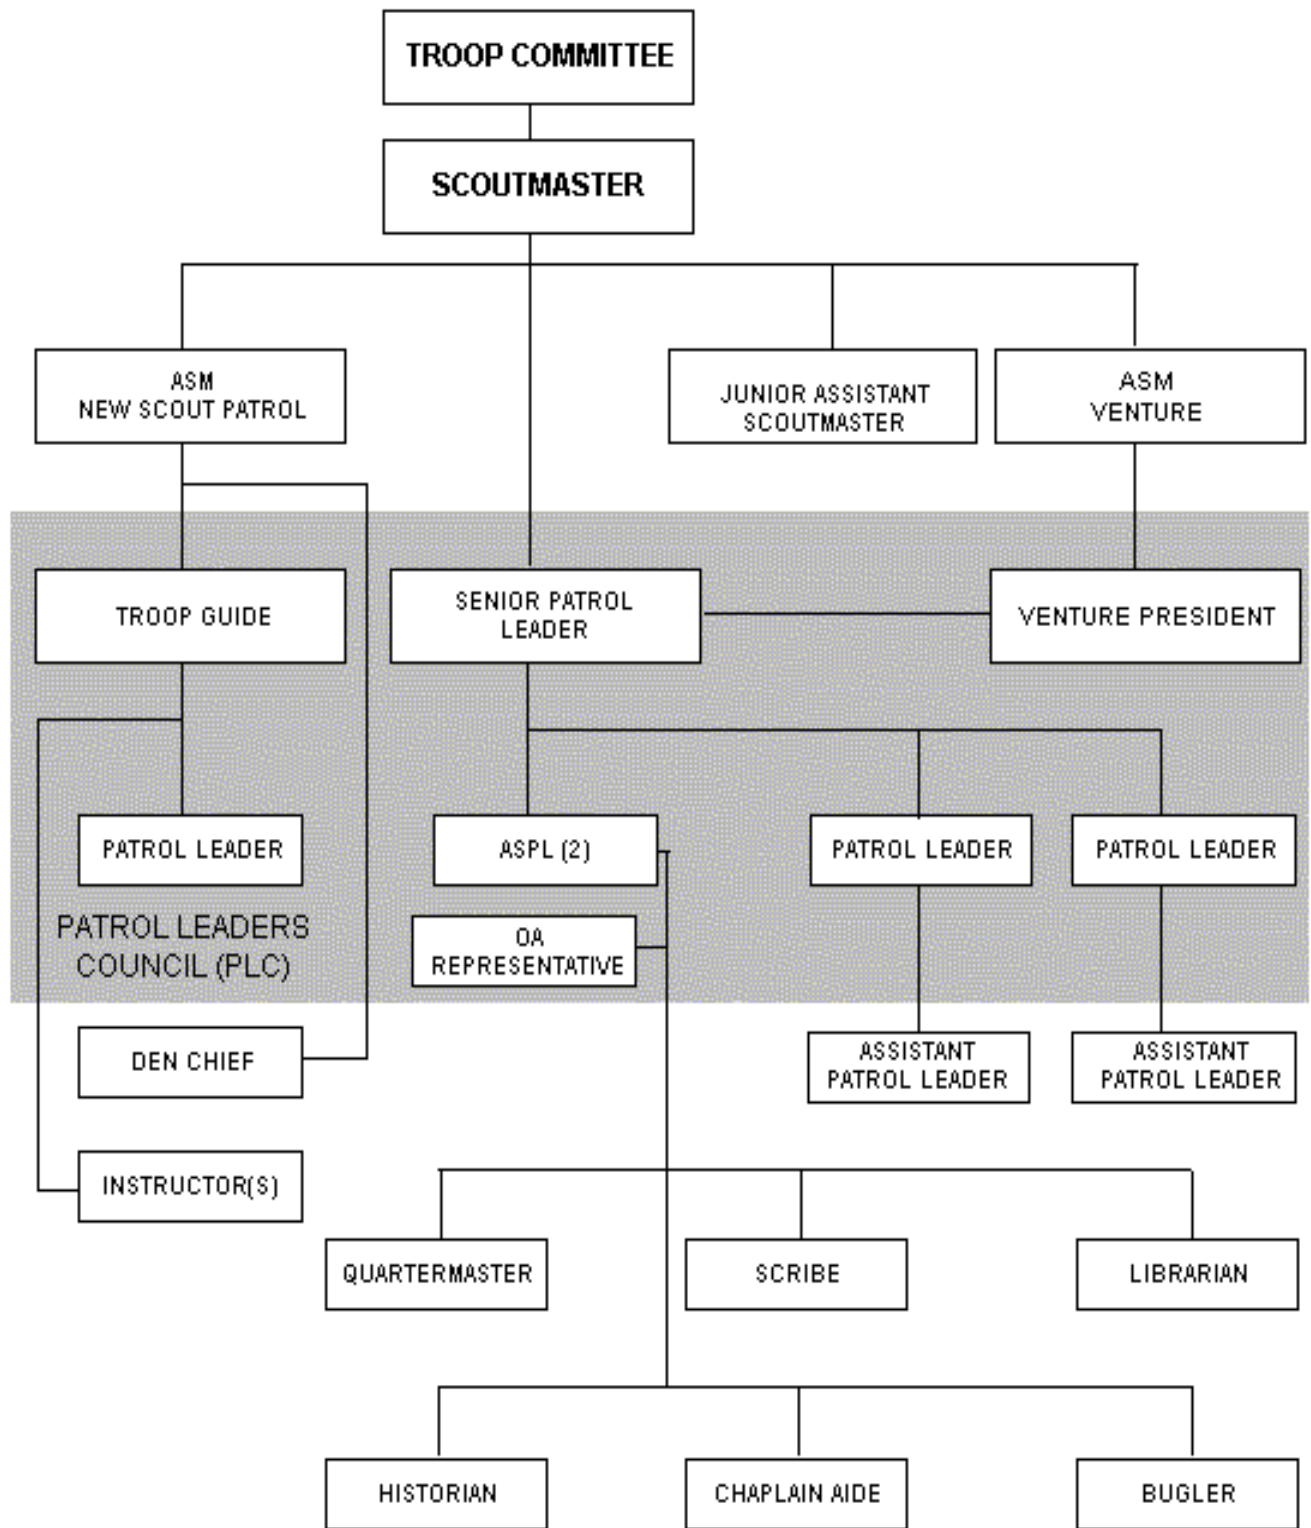 TROOP COMMITTEE
SCOUTMASTER
ASM
NEW SCOUT PATROL
JUNIOR ASSISTANT
SCOUTMASTER
ASM
VENTURE
TROOP GUIDE
SENIOR PATROL
LEADER
VENTURE PRESIDENT
PATROL LEADER
ASPL (2)
PATROL LEADER
PATROL LEADER
PATROL LEADERS
COUNCIL (PLC)
OA
REPRESENTATIVE
DEN CHIEF
ASSISTANT
PATROL LEADER
ASSISTANT
PATROL LEADER
INSTRUCTOR(S)
QUARTERMASTER
SCRIBE
LIBRARIAN
HISTORIAN
CHAPLAIN AIDE
BUGLER